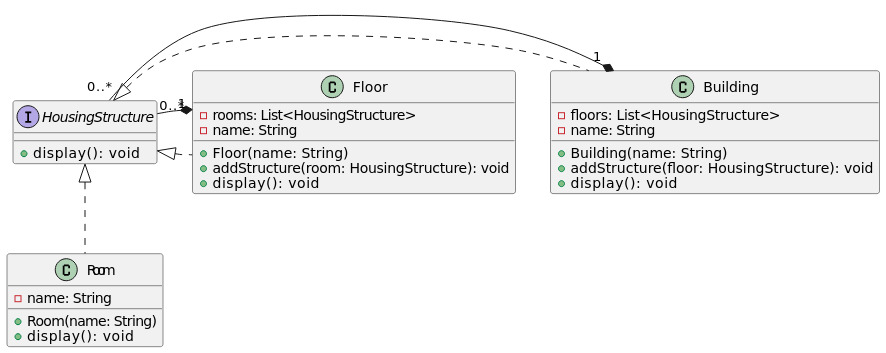 1
0..*
C Floor
C Building
0..*
1
I HousingStructure
rooms: List<HousingStructure>
name: String
floors: List<HousingStructure>
name: String
display(): void
Floor(name: String)
addStructure(room: HousingStructure): void
display(): void
Building(name: String)
addStructure(floor: HousingStructure): void
display(): void
C Room
name: String
Room(name: String)
display(): void